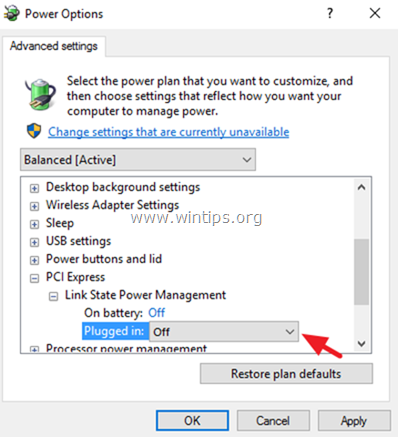 Power Options
Advanced settings
Select the power plan that you want to customize, and
then choose settings that reflect how you want your
computer to manage power.
Change settings that are currently unavailable
Balanced [Active]
Desktop background settings
Wireless Adapter Settings
Sleep
www.wintips.org
USB settings
Power buttons and lid
PCI Express
Link State Power Management
On battery: Off
Plugged in: Off
Processor power management
Restore plan defaults
OK Cancel Apply